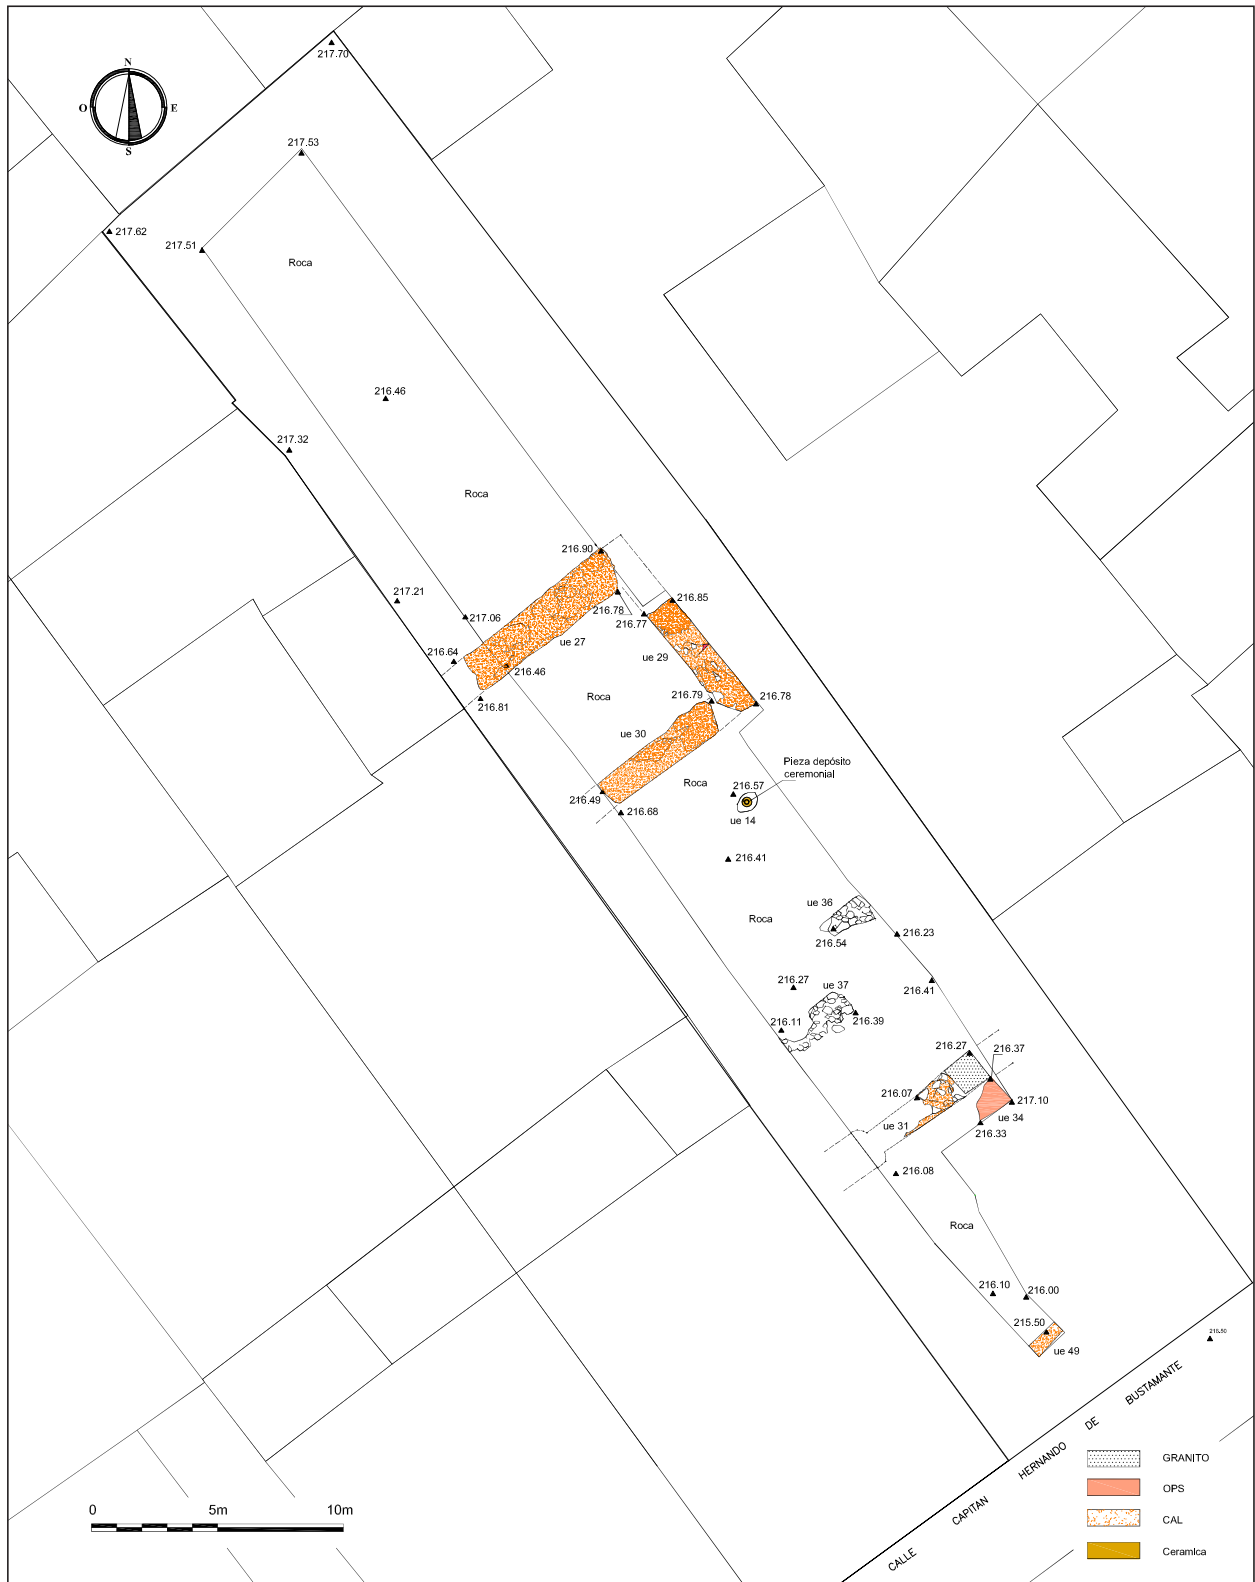 217.70
N
O
E
S
217.53
217.62
217.51
Roca
216.46
217.32
Roca
216.90
217.21
216.78
216.85
217.06
216.77
ue 27
216.64
ue 29
216.46
216.81
Roca
216.79
216.78
ue 30
Pieza depósito
ceremonial
Roca
216.57
216.49
216.68
ue 14
216.41
ue 36
Roca
216.54
216.23
216.27
ue 37
216.41
216.11
216.39
216.27
216.37
216.07
217.10
ue 31
ue 34
216.33
216.08
Roca
216.10
216.00
215.50
ue 49
CALLE CAPITAN HERNANDO DE BUSTAMANTE
GRANITO
OPS
CAL
Ceramica
0 5m 10m